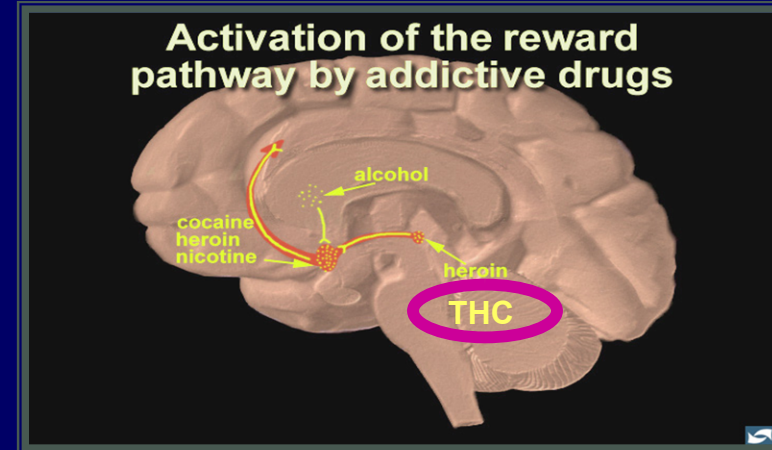 Activation of the reward
pathway by addictive drugs
alcohol
cocaine
heroin
nicotine
heroin
THC